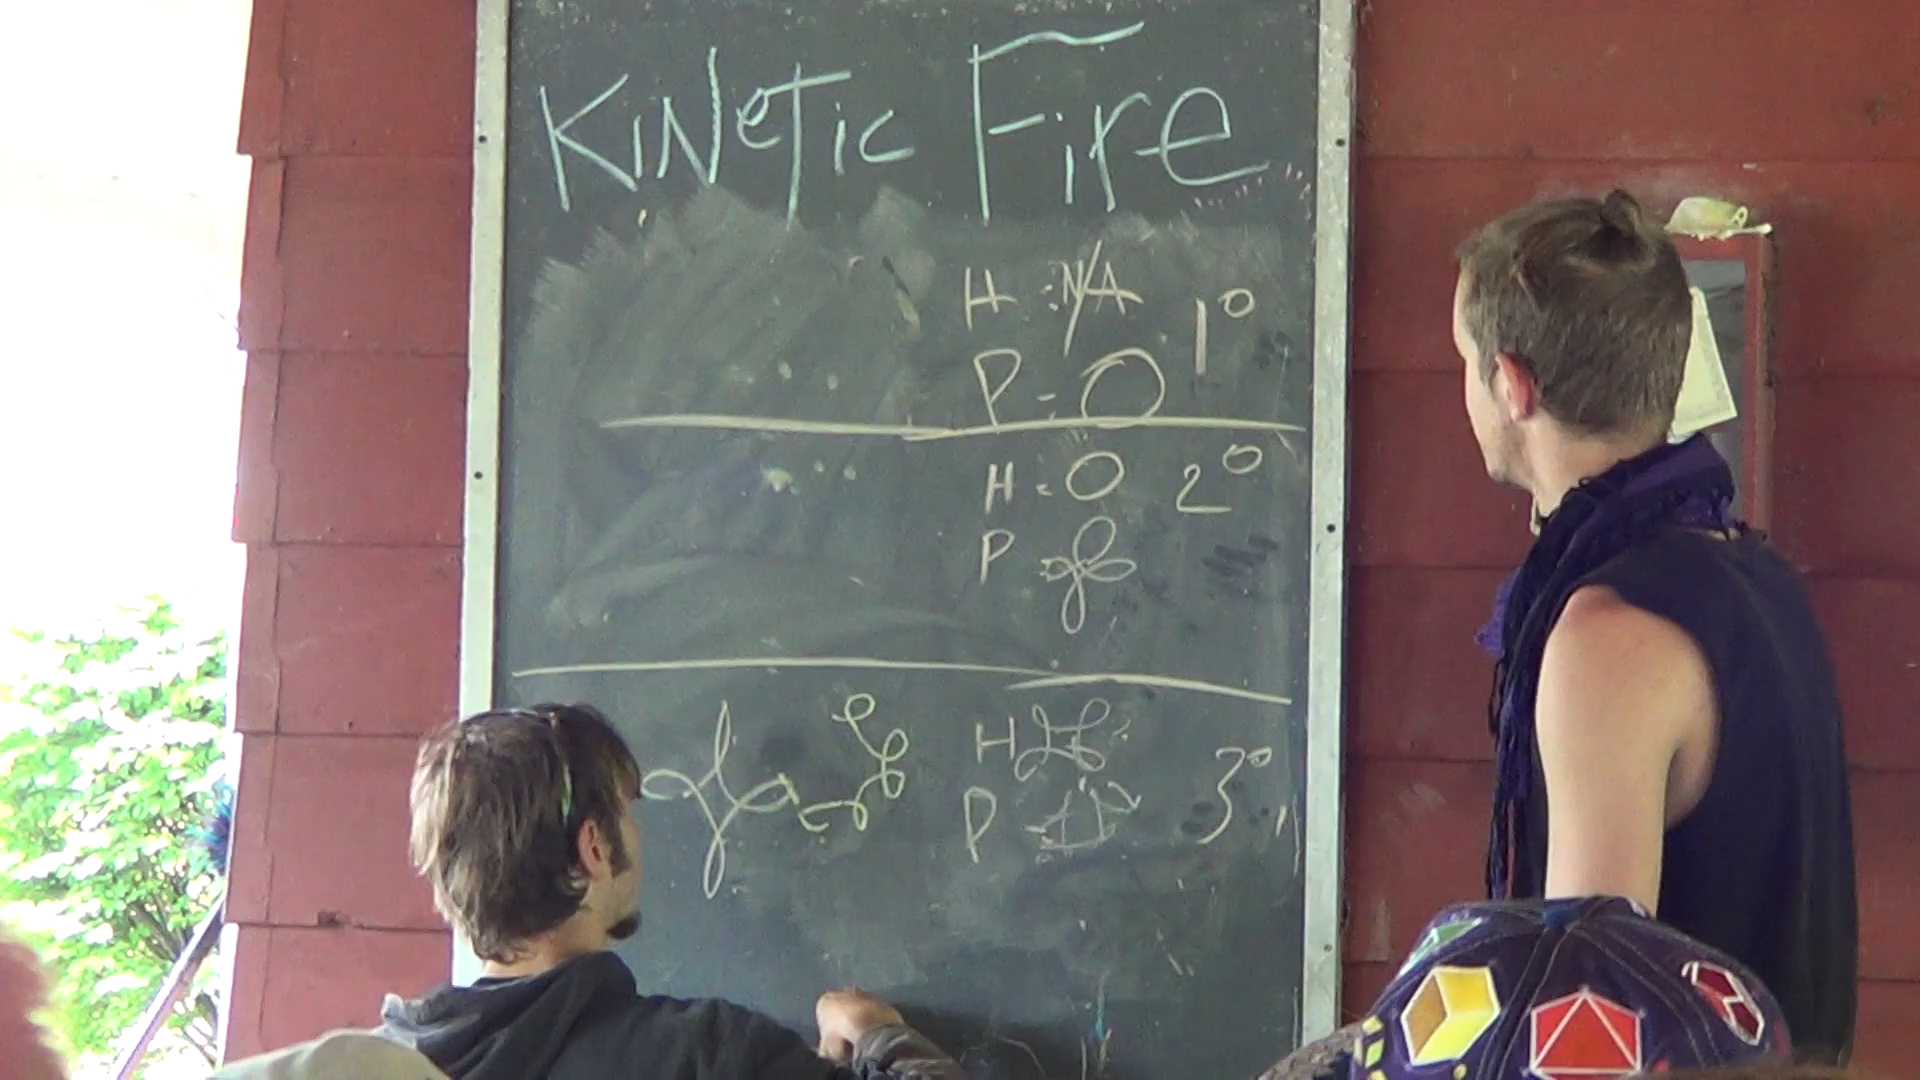 KiNeTic Fire
H : N/A 1°
P = O
H = O 2°
P
H 3°
P